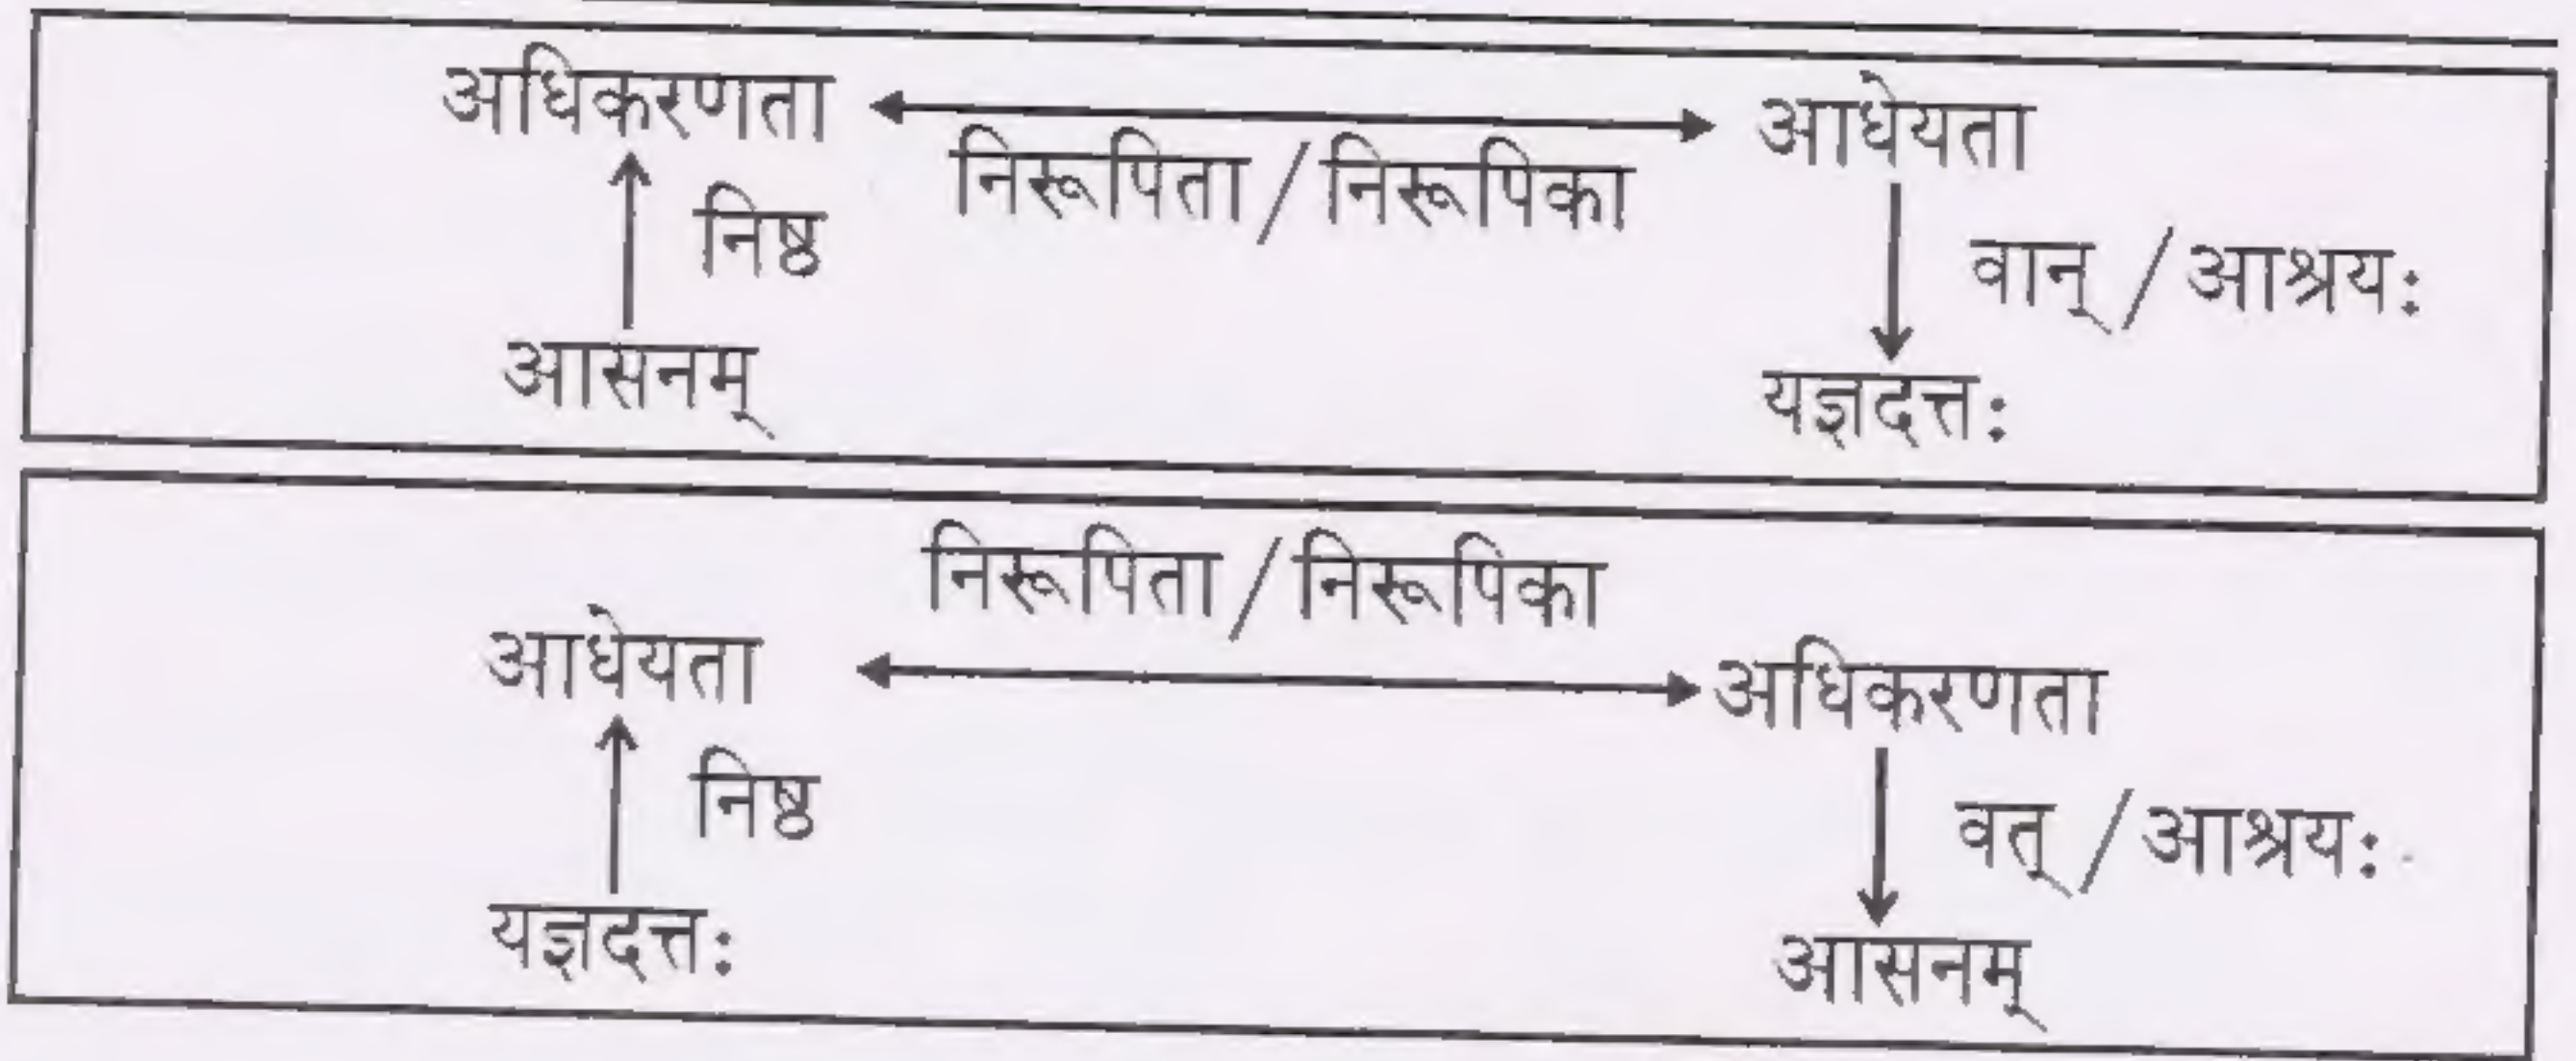 अधिकरणता आधेयता
निरूपिता/निरूपिका
निष्ठ वान्/आश्रयः
आसनम् यज्ञदत्तः
निरूपिता/निरूपिका
आधेयता अधिकरणता
निष्ठ वत्/आश्रयः
यज्ञदत्तः आसनम्